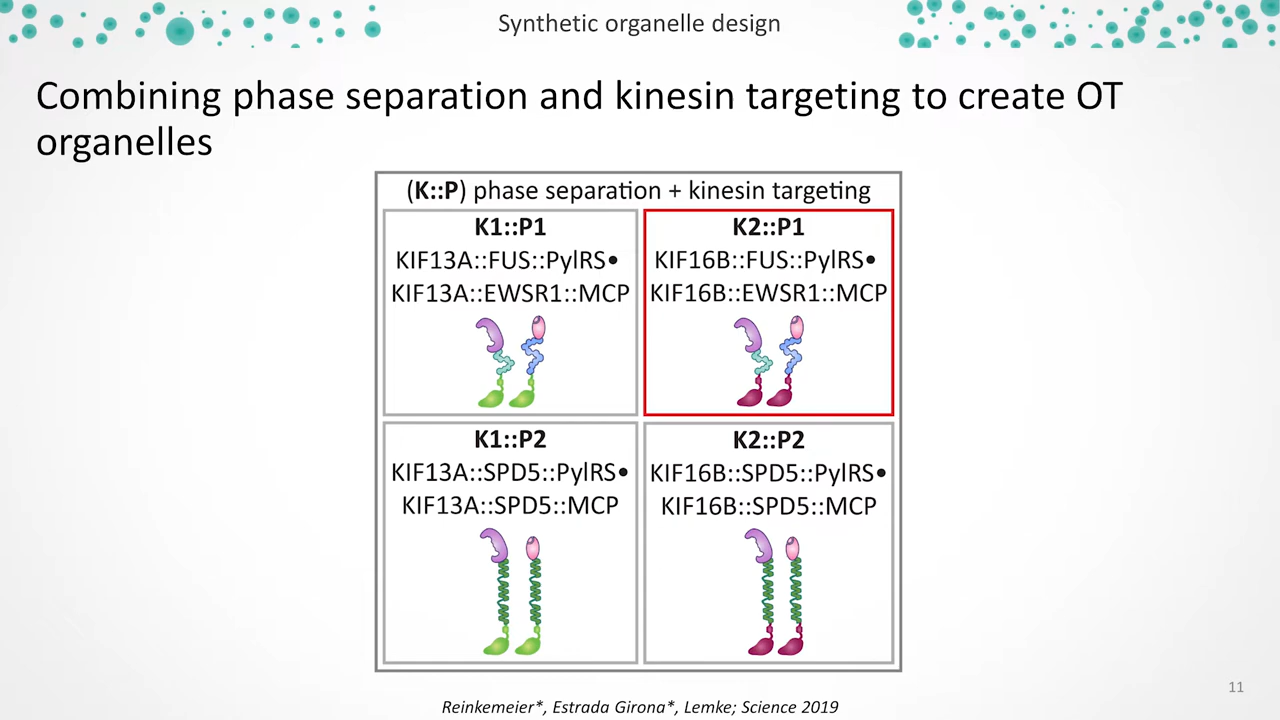 Synthetic organelle design
Combining phase separation and kinesin targeting to create OT
organelles
(K::P) phase separation + kinesin targeting
K1::P1
KIF13A::FUS::PylRS•
KIF13A::EWSR1::MCP
K2::P1
KIF16B::FUS::PylRS•
KIF16B::EWSR1::MCP
K1::P2
KIF13A::SPD5::PylRS•
KIF13A::SPD5::MCP
K2::P2
KIF16B::SPD5::PylRS•
KIF16B::SPD5::MCP
11
Reinkemeier*, Estrada Girona*, Lemke; Science 2019